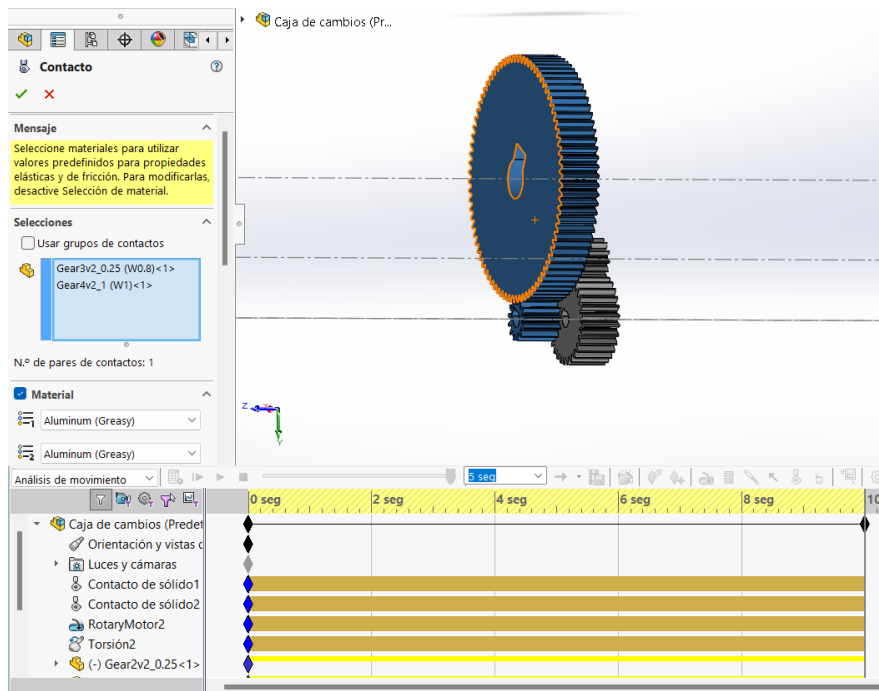 Caja de cambios (Pr...
Contacto
Mensaje
Seleccione materiales para utilizar
valores predefinidos para propiedades
elásticas y de fricción. Para modificarlas,
desactive Selección de material.
Selecciones
Usar grupos de contactos
Gear3v2_0.25 (W0.8)<1>
Gear4v2_1 (W1)<1>
N.º de pares de contactos: 1
Material
1 Aluminum (Greasy)
2 Aluminum (Greasy)
Z
Y
Análisis de movimiento
5 seg
0 seg 2 seg 4 seg 6 seg 8 seg 10
Caja de cambios (Predet
Orientación y vistas d
Luces y cámaras
Contacto de sólido1
Contacto de sólido2
RotaryMotor2
Torsión2
(-) Gear2v2_0.25<1>